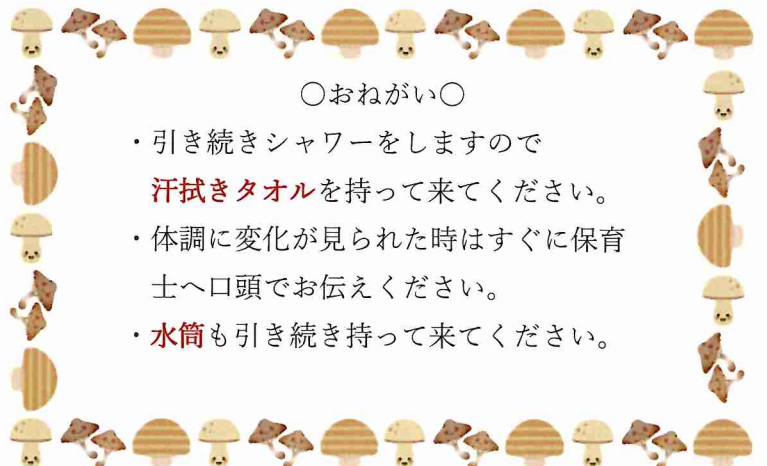 〇おねがい〇
・引き続きシャワーをしますので
汗拭きタオルを持って来てください。
・体調に変化が見られた時はすぐに保育
士へ口頭でお伝えください。
・水筒も引き続き持って来てください。